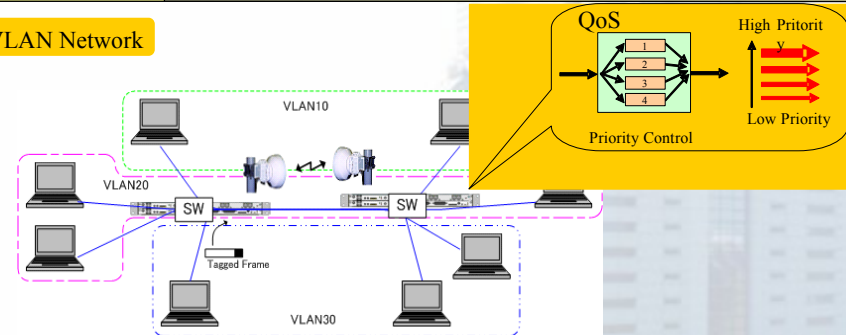 VLAN Network
QoS
1
2
3
4
Priority Control
High Pritorit
y
Low Priority
VLAN10
VLAN20
SW
SW
Tagged Frame
VLAN30